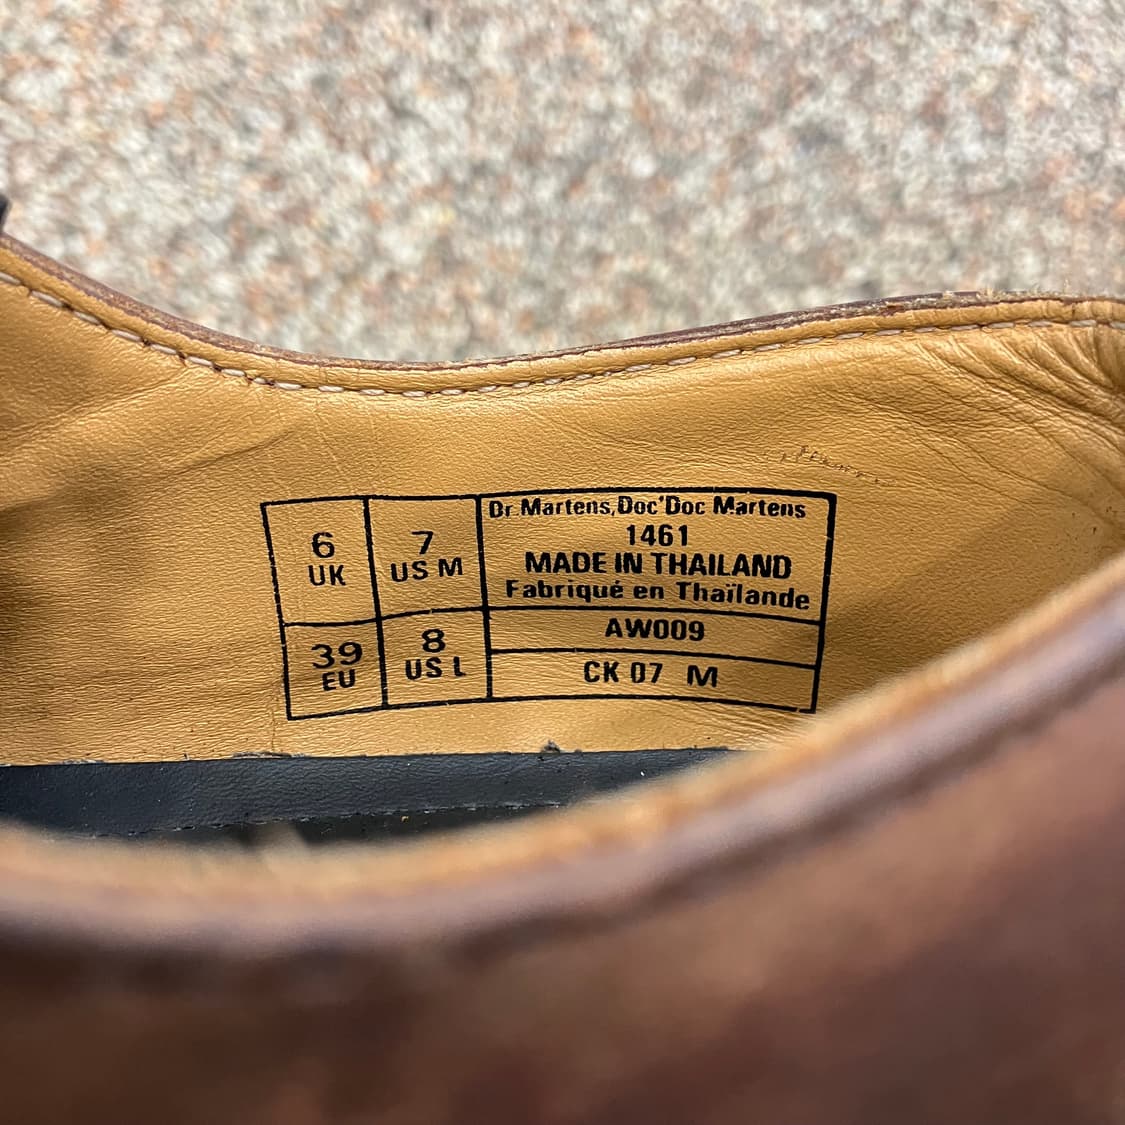 6
UK
7
US M
39
EU
8
US L
Dr Martens,Doc'Doc Martens
1461
MADE IN THAILAND
Fabriqué en Thaïlande
AW009
CK 07 M